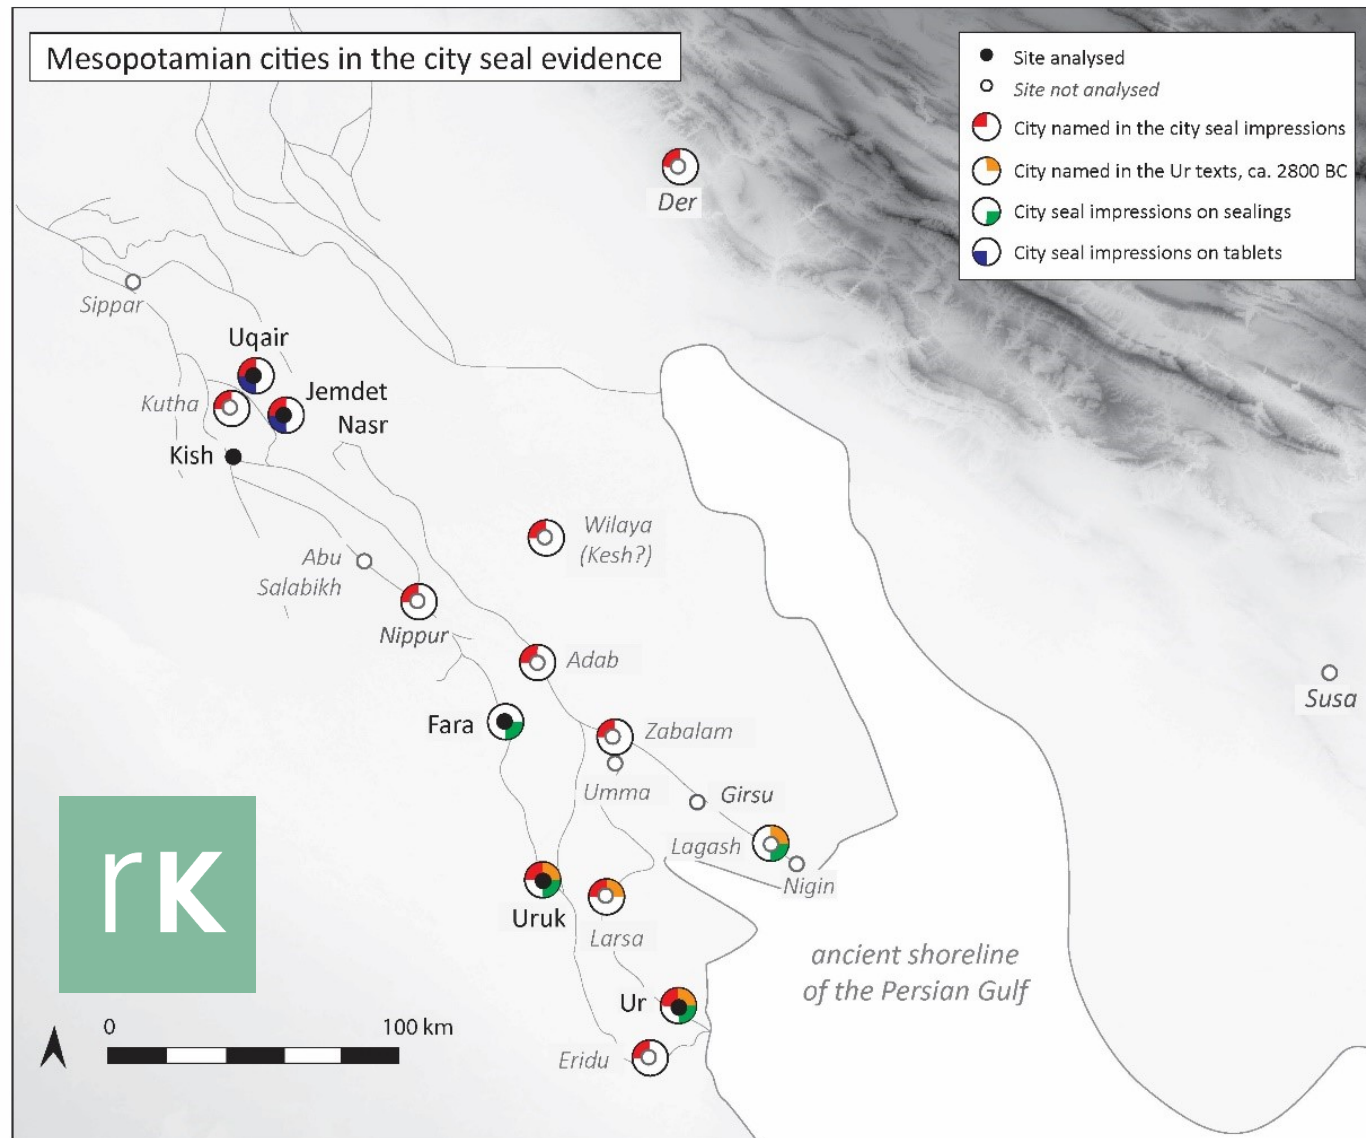 Mesopotamian cities in the city seal evidence
Site analysed
Site not analysed
City named in the city seal impressions
City named in the Ur texts, ca. 2800 BC
City seal impressions on sealings
City seal impressions on tablets
Der
Sippar
Uqair
Kutha
Jemdet
Nasr
Kish
Wilaya
(Kesh?)
Abu
Salabikh
Nippur
Adab
Susa
Fara
Zabalam
Umma
Girsu
Lagash
Nigin
rK
Uruk
Larsa
ancient shoreline
of the Persian Gulf
Ur
0 100 km
Eridu